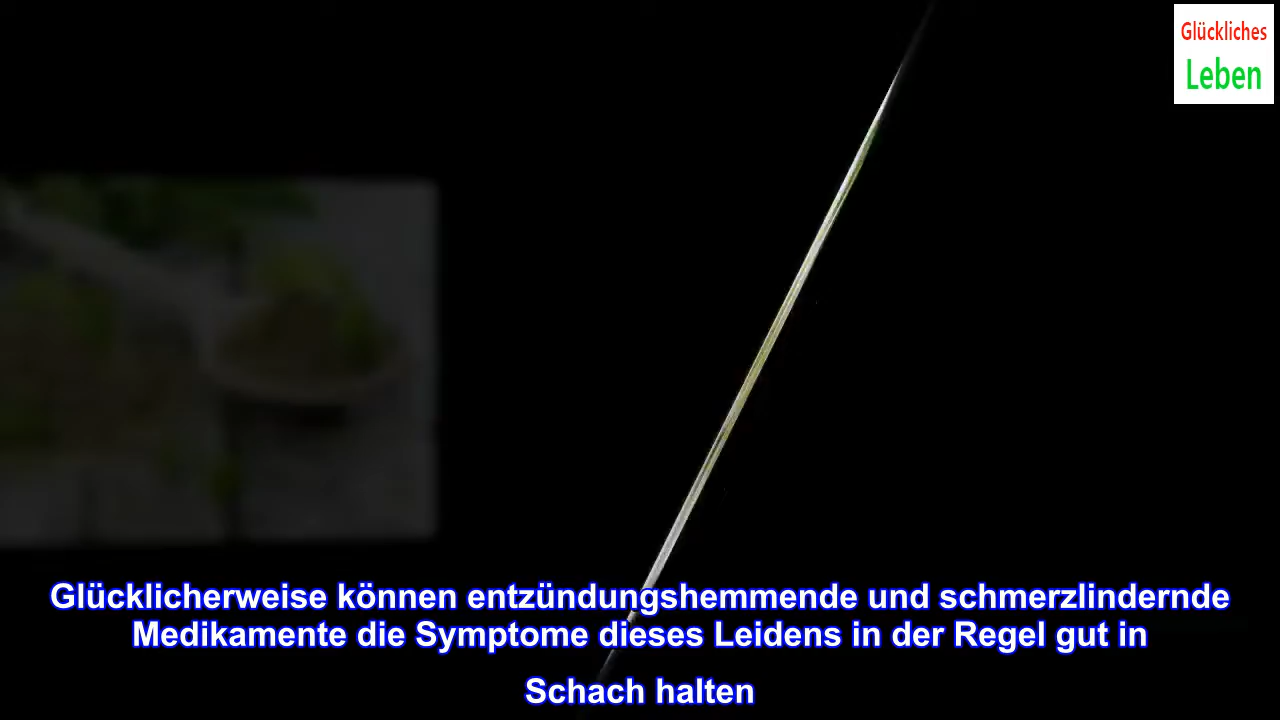 Glückliches
Leben
Glücklicherweise können entzündungshemmende und schmerzlindernde
Medikamente die Symptome dieses Leidens in der Regel gut in
Schach halten